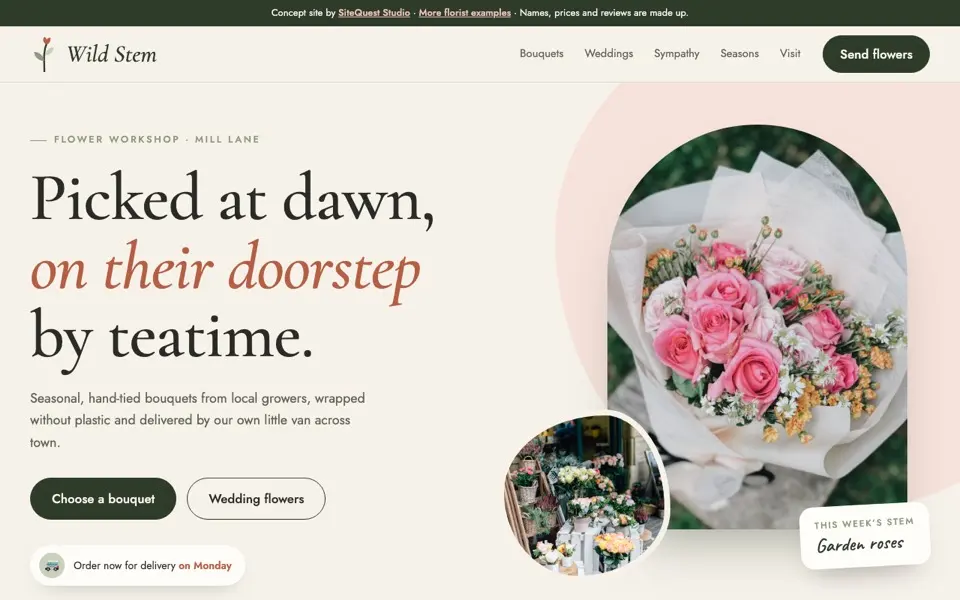 Concept site by SiteQuest Studio · More florist examples · Names, prices and reviews are made up.
Wild Stem
Bouquets
Weddings
Sympathy
Seasons
Visit
Send flowers
FLOWER WORKSHOP · MILL LANE
Picked at dawn,
on their doorstep
by teatime.
Seasonal, hand-tied bouquets from local growers, wrapped
without plastic and delivered by our own little van across
town.
Choose a bouquet
Wedding flowers
Order now for delivery on Monday
THIS WEEK'S STEM
Garden roses